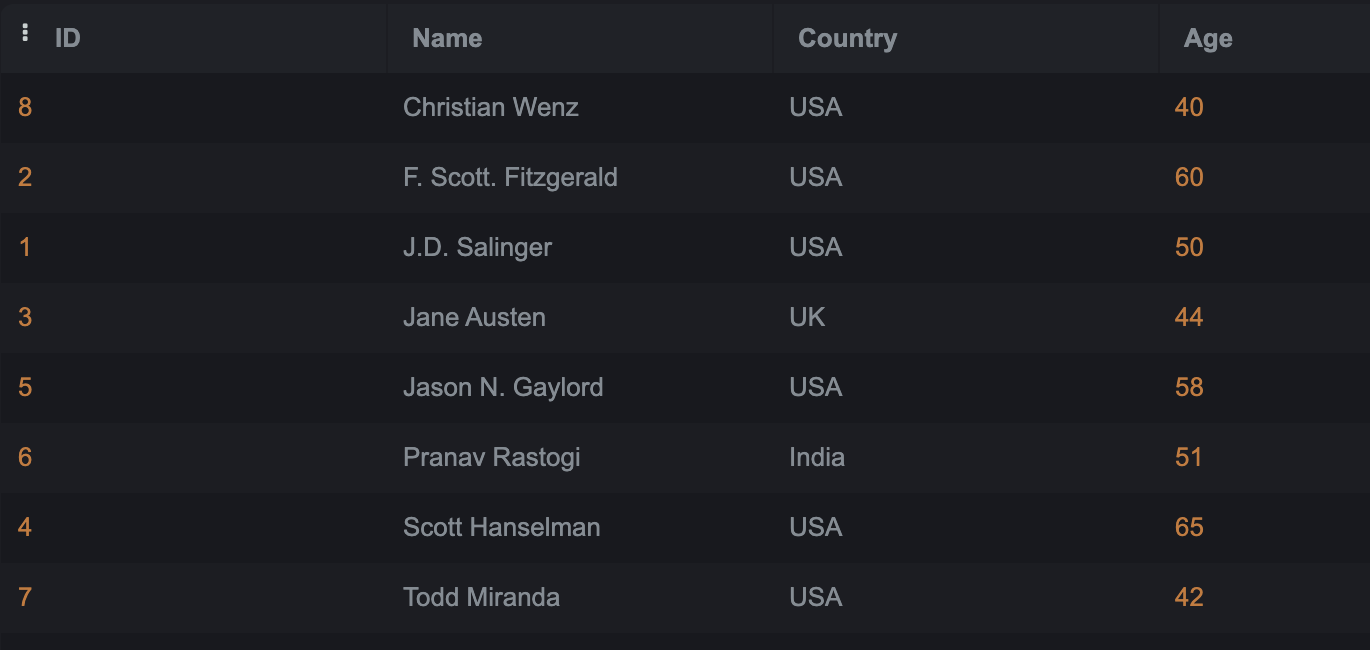 ID Name Country Age
8 Christian Wenz USA 40
2 F. Scott. Fitzgerald USA 60
1 J.D. Salinger USA 50
3 Jane Austen UK 44
5 Jason N. Gaylord USA 58
6 Pranav Rastogi India 51
4 Scott Hanselman USA 65
7 Todd Miranda USA 42